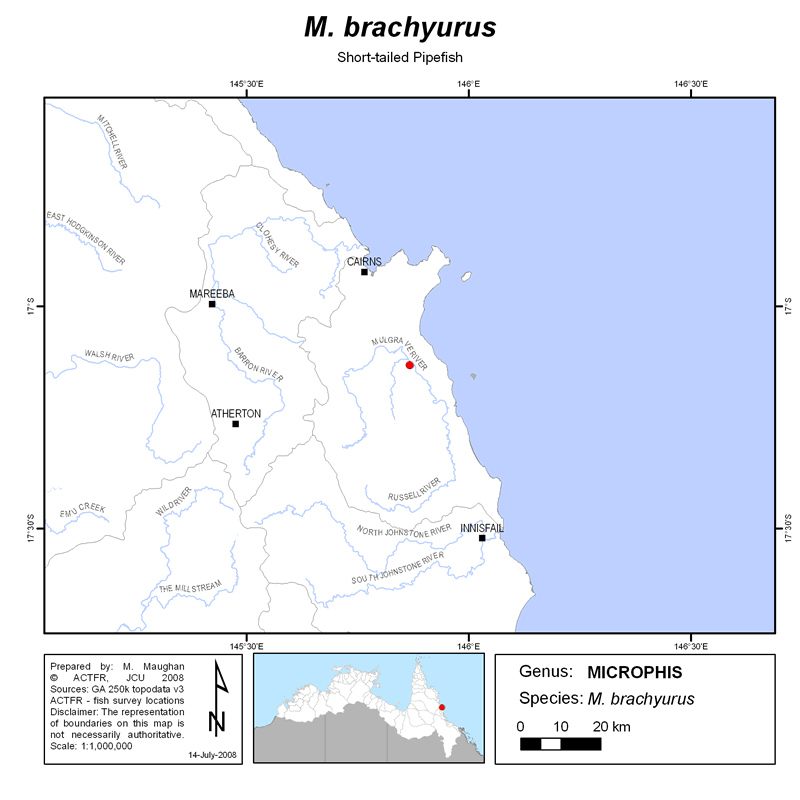 M. brachyurus
Short-tailed Pipefish
145°30'E
146°E
146°30'E
MITCHELL RIVER
EAST HODGKINSON RIVER
CLOHESY RIVER
CAIRNS
MAREEBA
17°S
17°S
MULGRAVE RIVER
WALSH RIVER
BARRON RIVER
ATHERTON
RUSSELL RIVER
WILD RIVER
EMU CREEK
NORTH JOHNSTONE RIVER
INNISFAIL
17°30'S
17°30'S
SOUTH JOHNSTONE RIVER
THE MILLSTREAM
145°30'E
146°E
146°30'E
Prepared by: M. Maughan
© ACTFR, JCU 2008
Sources: GA 250k topodata v3
ACTFR - fish survey locations
Disclaimer: The representation
of boundaries on this map is
not necessarily authoritative.
Scale: 1:1,000,000
N
14-July-2008
Genus: MICROPHIS
Species: M. brachyurus
0 10 20 km